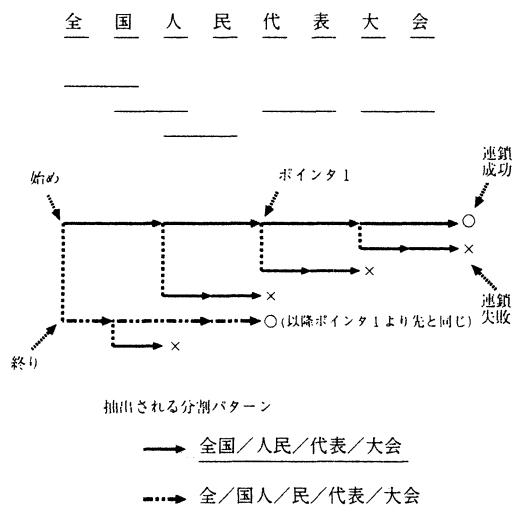 全 国 人 民 代 表 大 会
始め
ポインタ1
連鎖
成功
○
×
×
×
○(以降ポインタ1より先と同じ)
連鎖
失敗
×
終り
抽出される分割パターン
全国/人民/代表/大会
全/国人/民/代表/大会